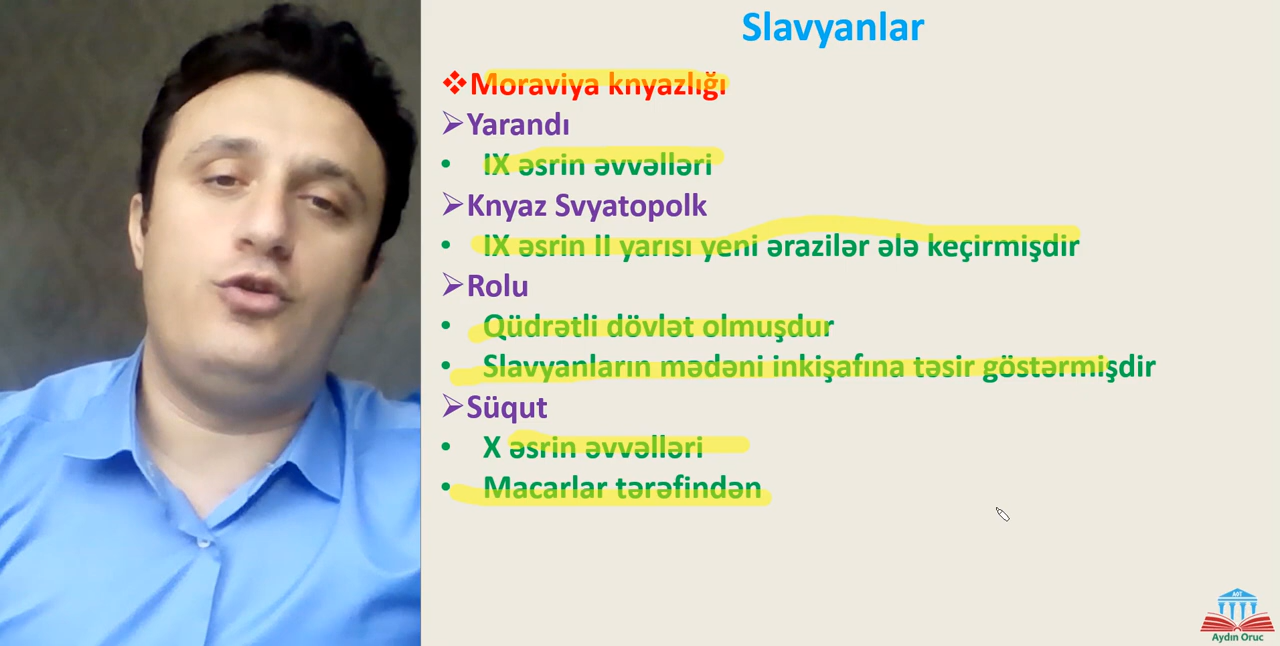 Slavyanlar
❖Moraviya knyazlığı
➢Yarandı
• IX əsrin əvvəlləri
➢Knyaz Svyatopolk
• IX əsrin II yarısı yeni ərazilər ələ keçirmişdir
➢Rolu
• Qüdrətli dövlət olmuşdur
• Slavyanların mədəni inkişafına təsir göstərmişdir
➢Süqut
• X əsrin əvvəlləri
• Macarlar tərəfindən
AOT
Aydın Oruc